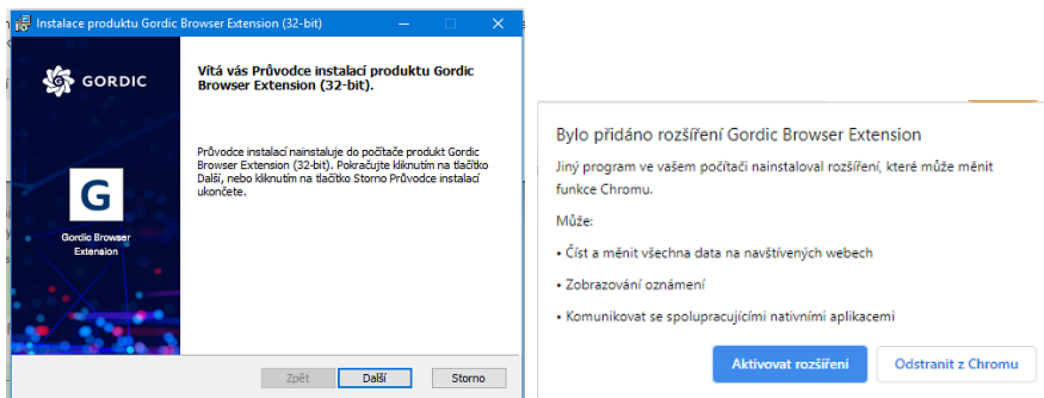 Instalace produktu Gordic Browser Extension (32-bit)
GORDIC
Vítá vás Průvodce instalací produktu Gordic
Browser Extension (32-bit).
Průvodce instalací nainstaluje do počítače produkt Gordic
Browser Extension (32-bit). Pokračujte kliknutím na tlačítko
Další, nebo kliknutím na tlačítko Storno Průvodce instalací
ukončete.
G
Gordic Browser
Extension
Zpět
Další
Storno
Bylo přidáno rozšíření Gordic Browser Extension
Jiný program ve vašem počítači nainstaloval rozšíření, které může měnit
funkce Chromu.
Může:
• Číst a měnit všechna data na navštívených webech
• Zobrazování oznámení
• Komunikovat se spolupracujícími nativními aplikacemi
Aktivovat rozšíření
Odstranit z Chromu